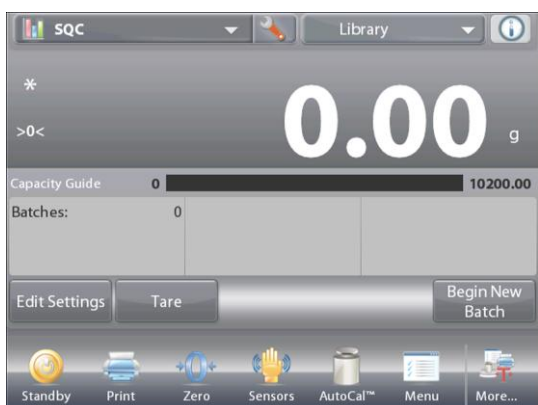 SQC
Library
*
>0<
0.00 g
Capacity Guide 0 10200.00
Batches: 0
Edit Settings
Tare
Begin New
Batch
Standby
Print
Zero
Sensors
AutoCal™
Menu
More...